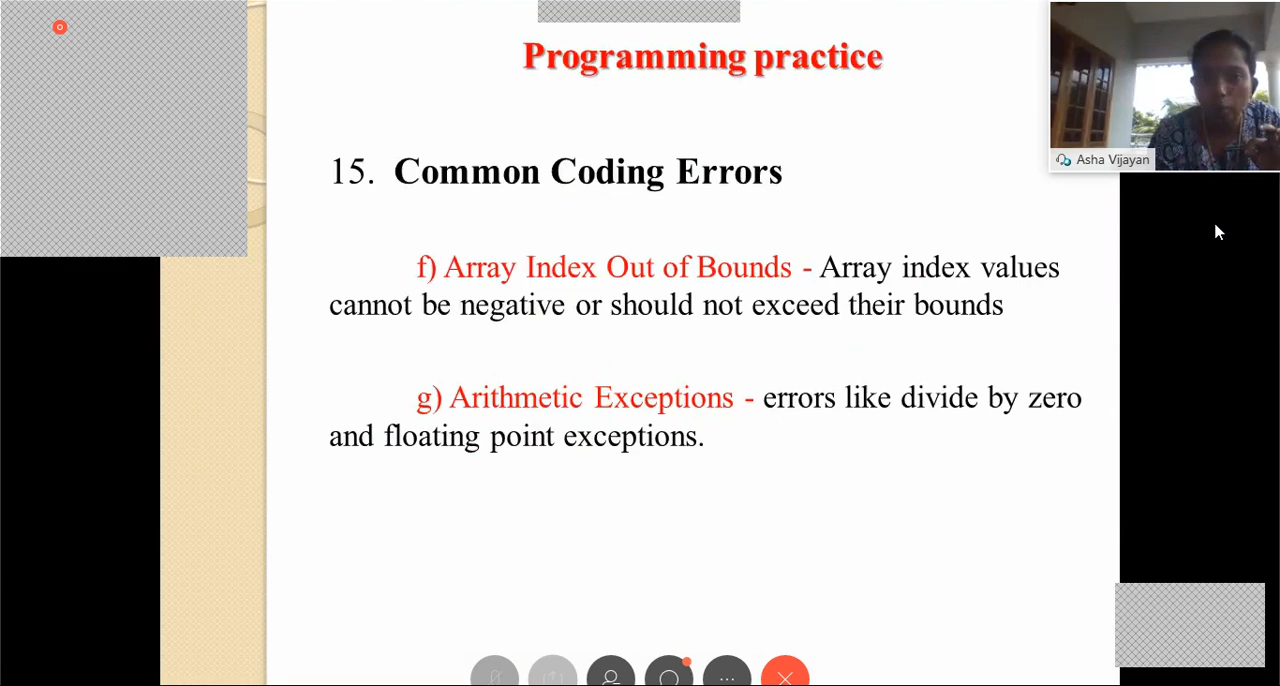 Programming practice
Asha Vijayan
15. Common Coding Errors
f) Array Index Out of Bounds - Array index values
cannot be negative or should not exceed their bounds
g) Arithmetic Exceptions - errors like divide by zero
and floating point exceptions.